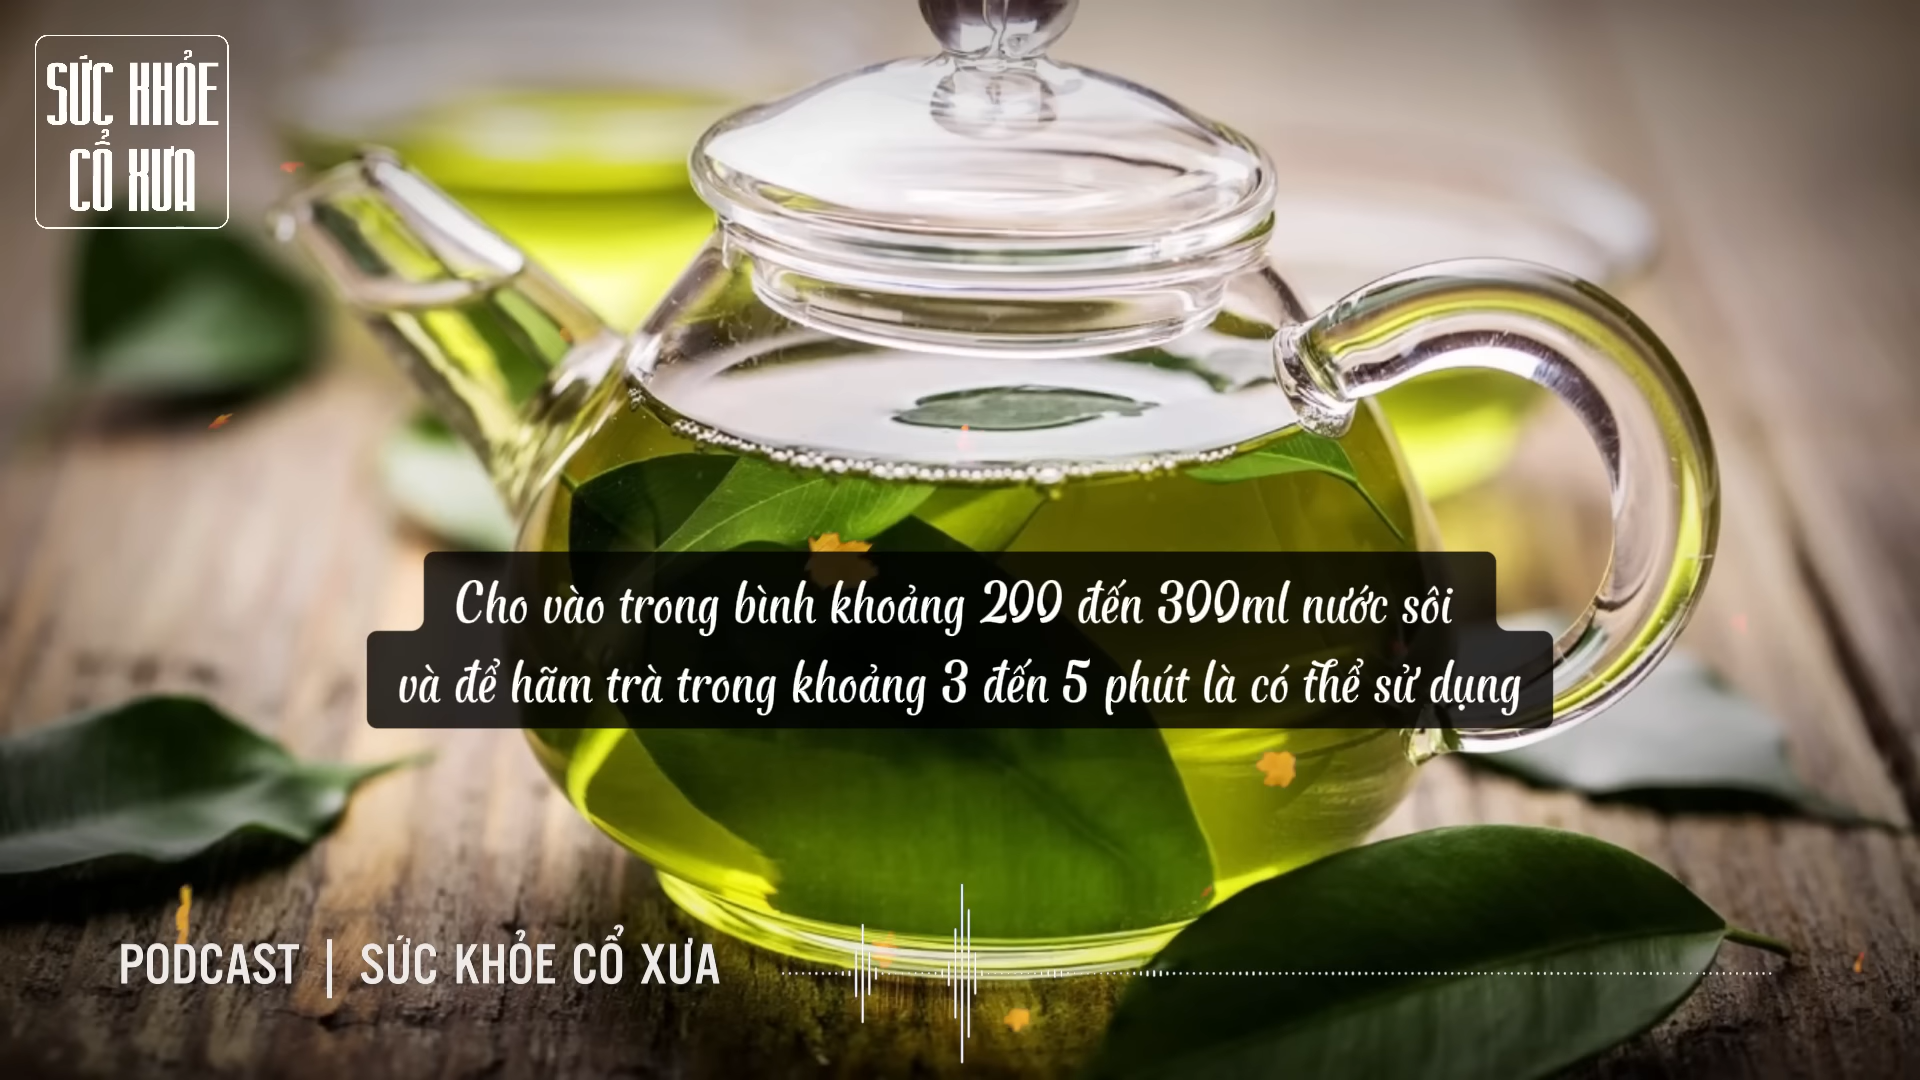 SỨC KHỎE
CỔ XƯA
Cho vào trong bình khoảng 200 đến 300ml nước sôi
và để hãm trà trong khoảng 3 đến 5 phút là có thể sử dụng
PODCAST | SỨC KHỎE CỔ XƯA